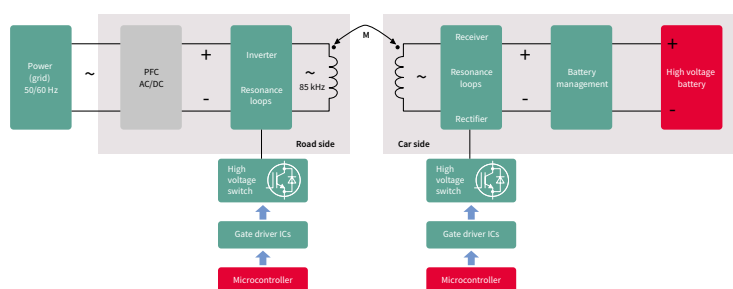 M
Power
(grid)
50/60 Hz
~
PFC
AC/DC
+
-
Inverter
Resonance
loops
~
85 kHz
Road side
Receiver
Resonance
loops
Rectifier
~
Car side
+
-
Battery
management
+
High voltage
battery
-
High
voltage
switch
Gate driver ICs
Microcontroller
High
voltage
switch
Gate driver ICs
Microcontroller